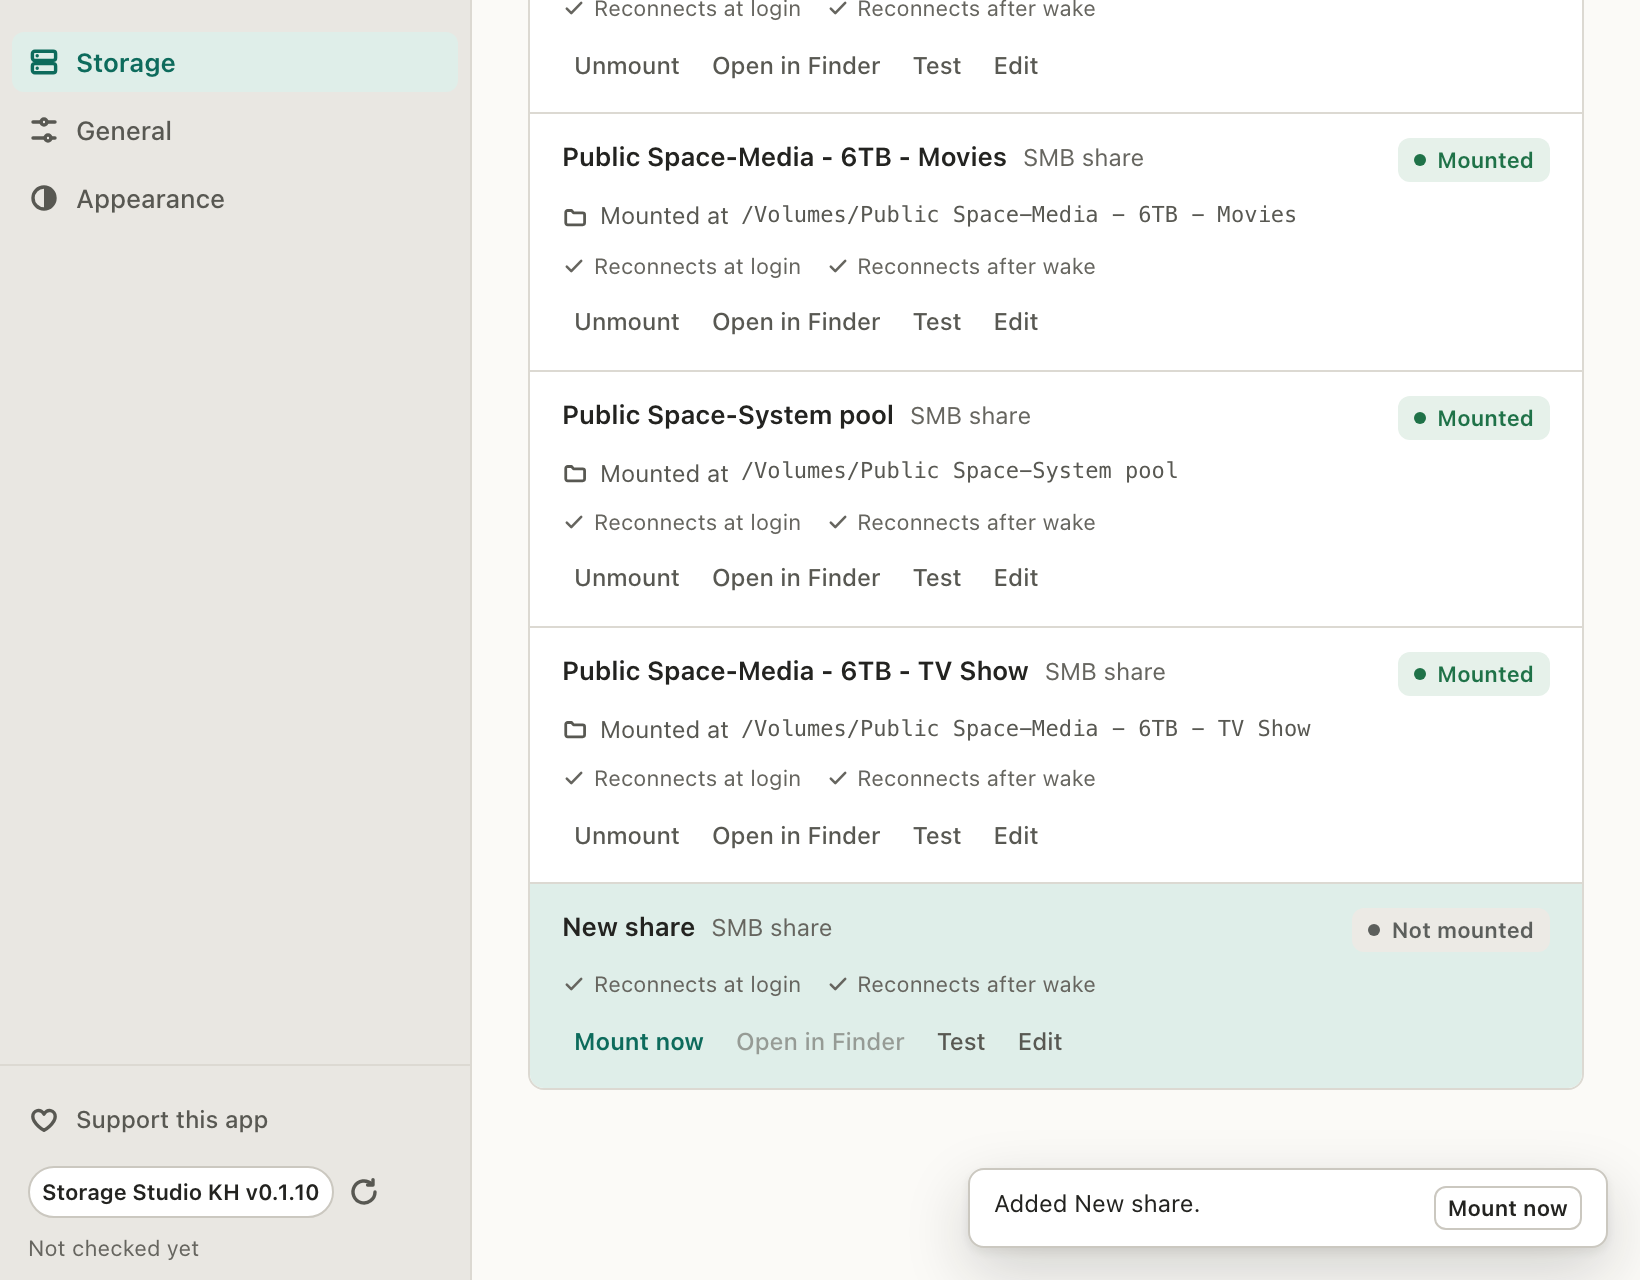 Storage
General
Appearance
Support this app
Storage Studio KH v0.1.10
Not checked yet
Reconnects at login Reconnects after wake
Unmount Open in Finder Test Edit
Public Space-Media - 6TB - Movies SMB share Mounted
Mounted at /Volumes/Public Space-Media - 6TB - Movies
Reconnects at login Reconnects after wake
Unmount Open in Finder Test Edit
Public Space-System pool SMB share Mounted
Mounted at /Volumes/Public Space-System pool
Reconnects at login Reconnects after wake
Unmount Open in Finder Test Edit
Public Space-Media - 6TB - TV Show SMB share Mounted
Mounted at /Volumes/Public Space-Media - 6TB - TV Show
Reconnects at login Reconnects after wake
Unmount Open in Finder Test Edit
New share SMB share Not mounted
Reconnects at login Reconnects after wake
Mount now Open in Finder Test Edit
Added New share. Mount now